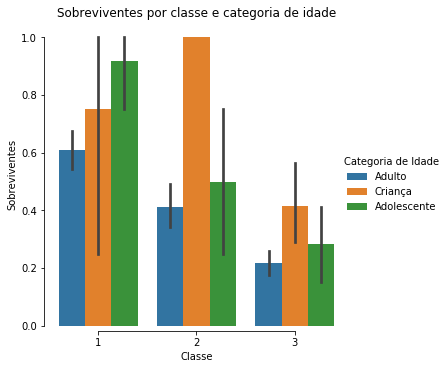 Sobreviventes por classe e categoria de idade
1.0
0.8
0.6
0.4
0.2
0.0
Sobreviventes
1 2 3
Classe
Categoria de Idade
Adulto
Criança
Adolescente